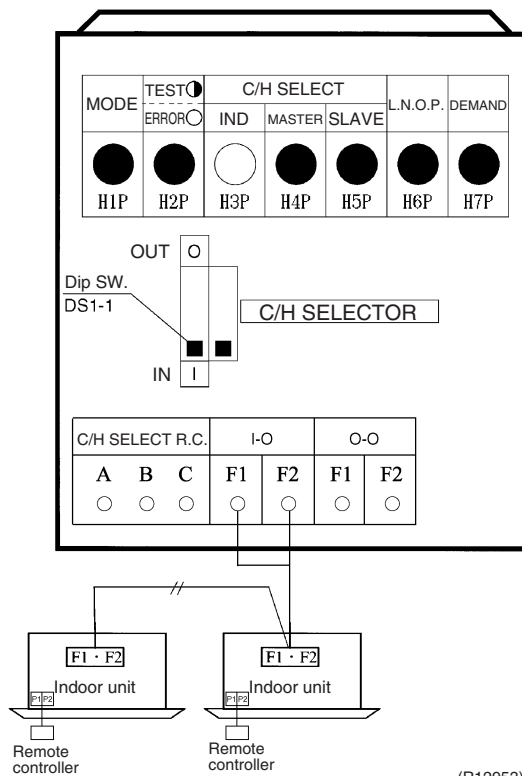 MODE TEST C/H SELECT L.N.O.P. DEMAND
ERROR IND MASTER SLAVE
H1P H2P H3P H4P H5P H6P H7P
OUT O
Dip SW.
DS1-1
C/H SELECTOR
IN I
C/H SELECT R.C. I-O O-O
A B C F1 F2 F1 F2
F1・F2 F1・F2
Indoor unit Indoor unit
P1 P2 P1 P2
Remote
controller
Remote
controller